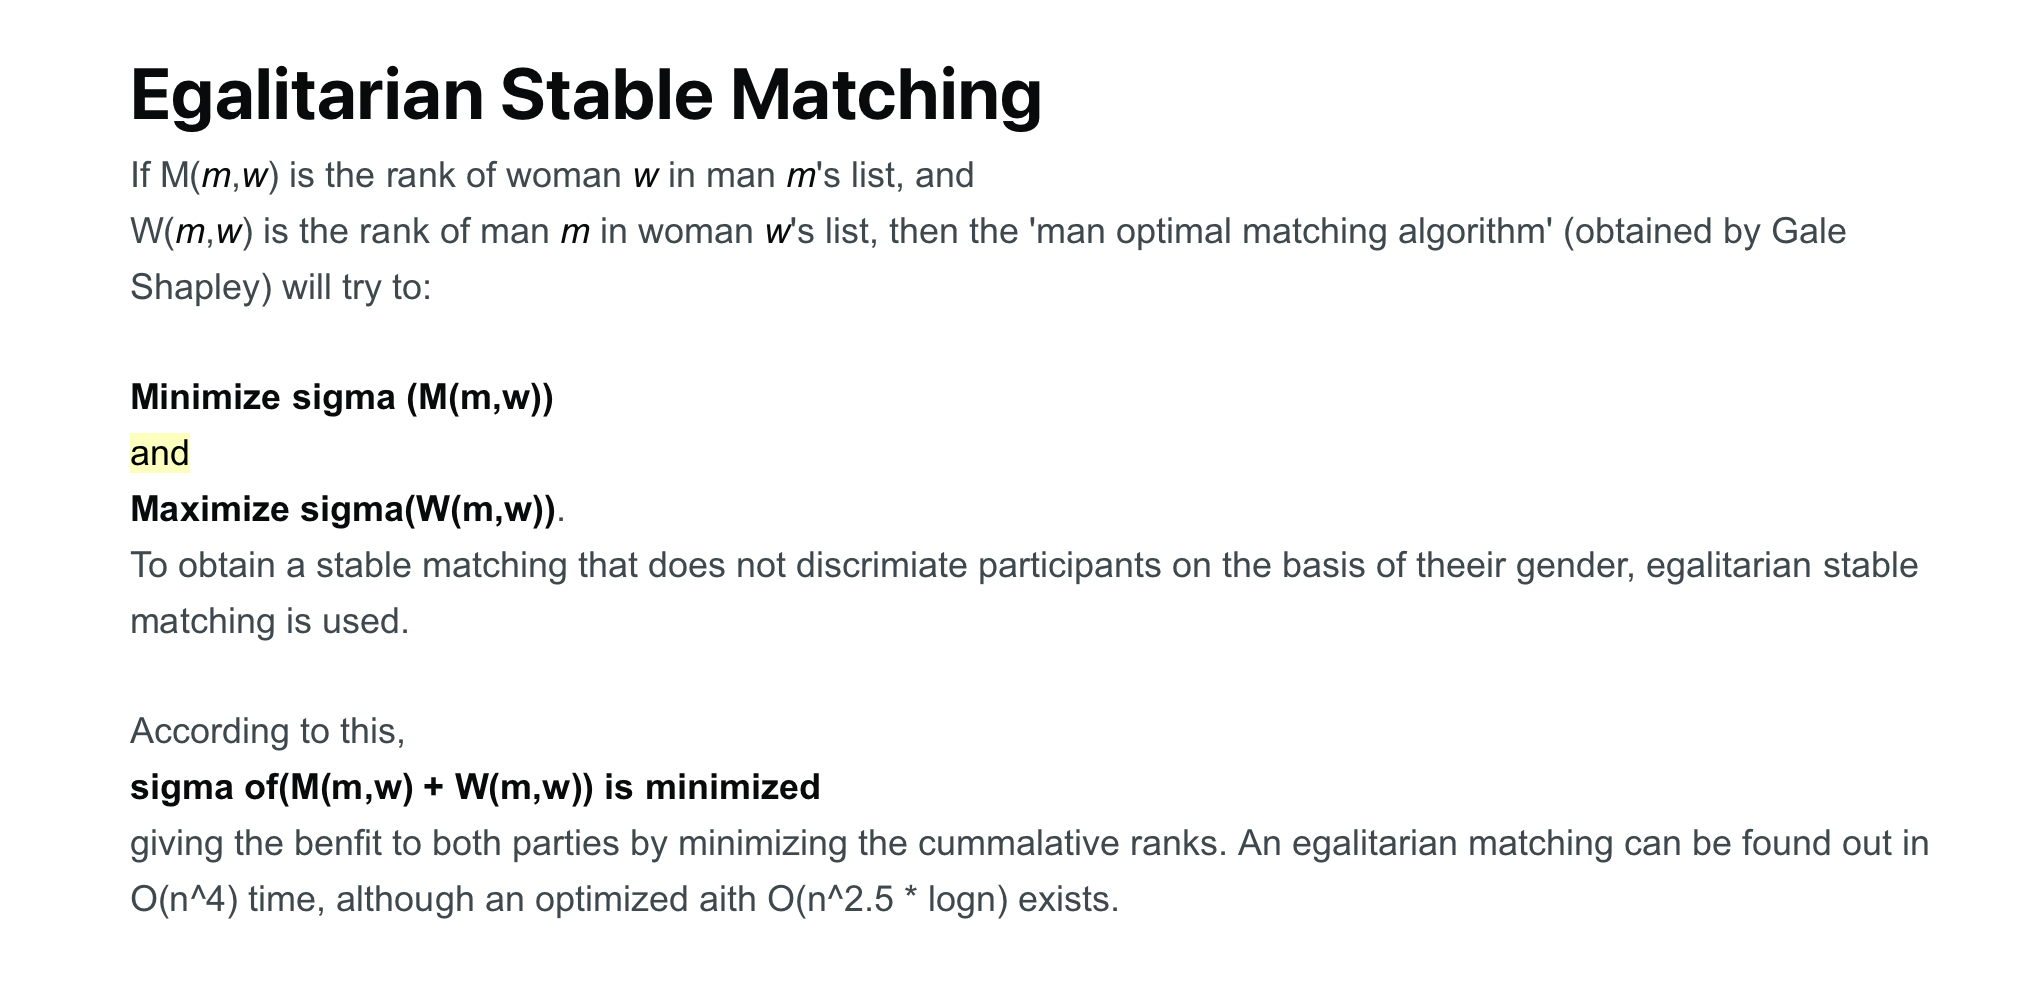 Egalitarian Stable Matching
If M(m,w) is the rank of woman w in man m's list, and
W(m,w) is the rank of man m in woman w's list, then the 'man optimal matching algorithm' (obtained by Gale
Shapley) will try to:
Minimize sigma (M(m,w))
and
Maximize sigma(W(m,w)).
To obtain a stable matching that does not discrimiate participants on the basis of theeir gender, egalitarian stable
matching is used.
According to this,
sigma of(M(m,w) + W(m,w)) is minimized
giving the benfit to both parties by minimizing the cummalative ranks. An egalitarian matching can be found out in
O(n^4) time, although an optimized aith O(n^2.5 * logn) exists.